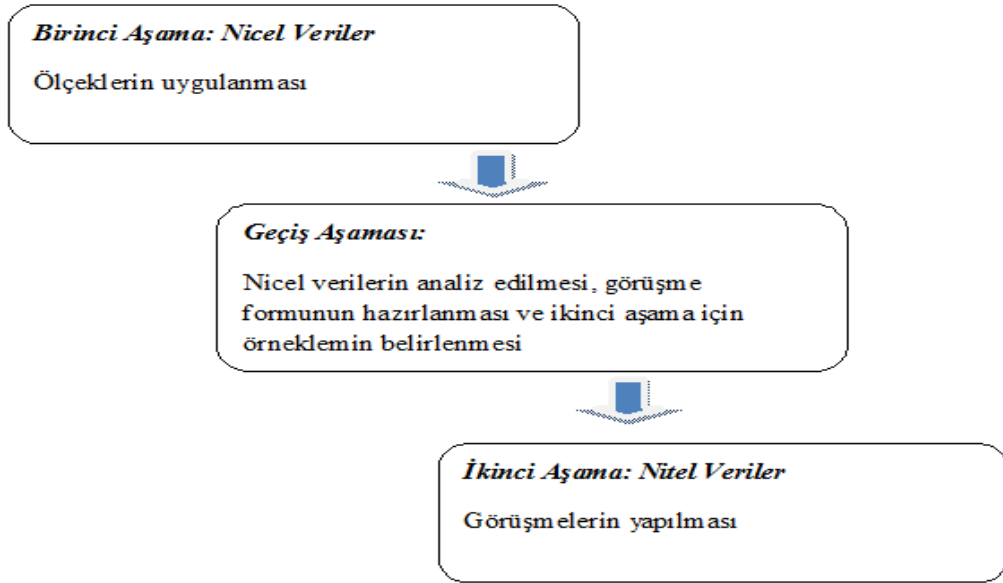 Birinci Aşama: Nicel Veriler
Ölçeklerin uygulanması
Geçiş Aşaması:
Nicel verilerin analiz edilmesi, görüşme
formunun hazırlanması ve ikinci aşama için
örneklemin belirlenmesi
İkinci Aşama: Nitel Veriler
Görüşmelerin yapılması